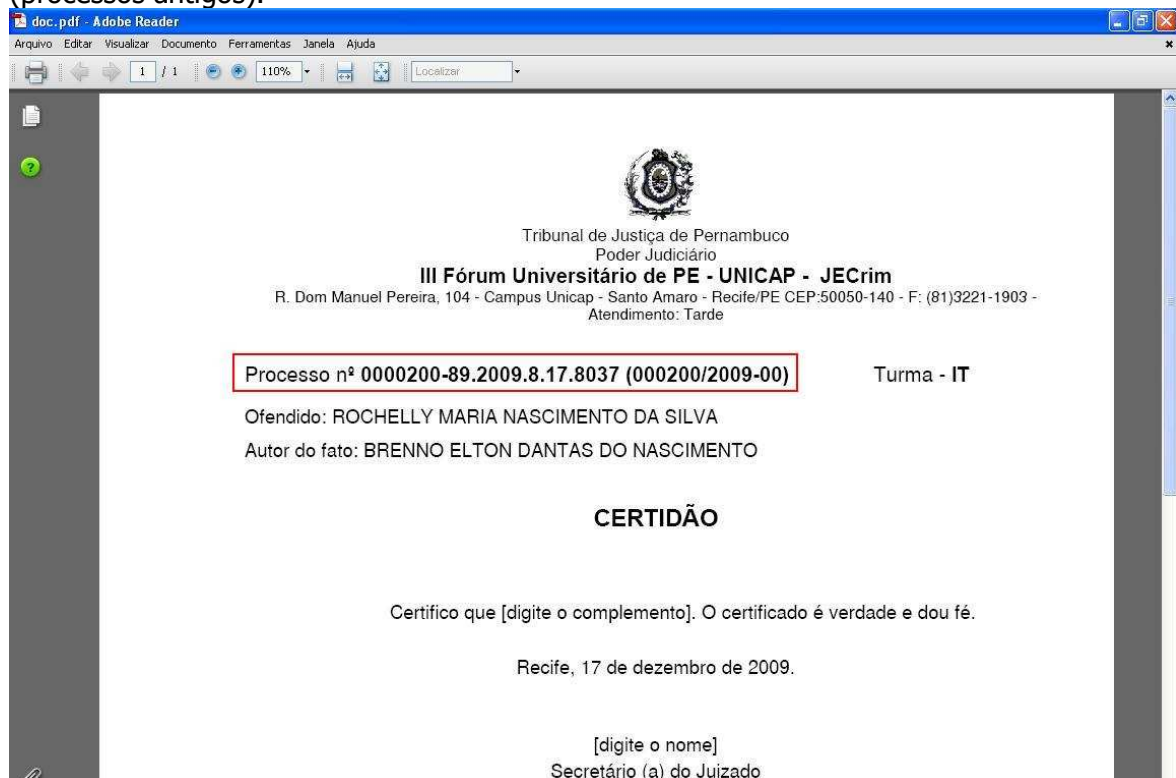 (processos antigos).
doc.pdf - Adobe Reader
Arquivo Editar Visualizar Documento Ferramentas Janela Ajuda
1 / 1 110% Localizar
Tribunal de Justiça de Pernambuco
Poder Judiciário
III Fórum Universitário de PE - UNICAP - JECrim
R. Dom Manuel Pereira, 104 - Campus Unicap - Santo Amaro - Recife/PE CEP:50050-140 - F: (81)3221-1903 -
Atendimento: Tarde
Processo nº 0000200-89.2009.8.17.8037 (000200/2009-00) Turma - IT
Ofendido: ROCHELLY MARIA NASCIMENTO DA SILVA
Autor do fato: BRENNO ELTON DANTAS DO NASCIMENTO
CERTIDÃO
Certifico que [digite o complemento]. O certificado é verdade e dou fé.
Recife, 17 de dezembro de 2009.
[digite o nome]
Secretário (a) do Juizado